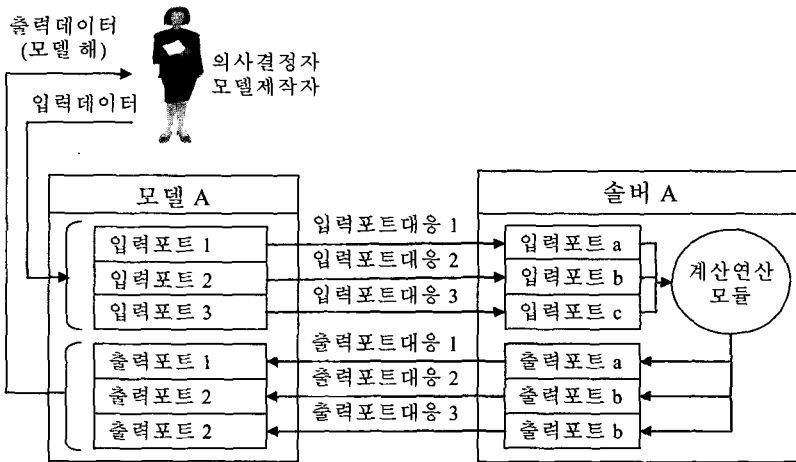 출력데이터
(모델 해)
의사결정자
모델제작자
입력데이터
모델 A
솔버 A
입력포트 1
입력포트 2
입력포트 3
입력포트대응 1
입력포트대응 2
입력포트대응 3
입력포트 a
입력포트 b
입력포트 c
계산연산
모듈
출력포트 1
출력포트 2
출력포트 2
출력포트대응 1
출력포트대응 2
출력포트대응 3
출력포트 a
출력포트 b
출력포트 b